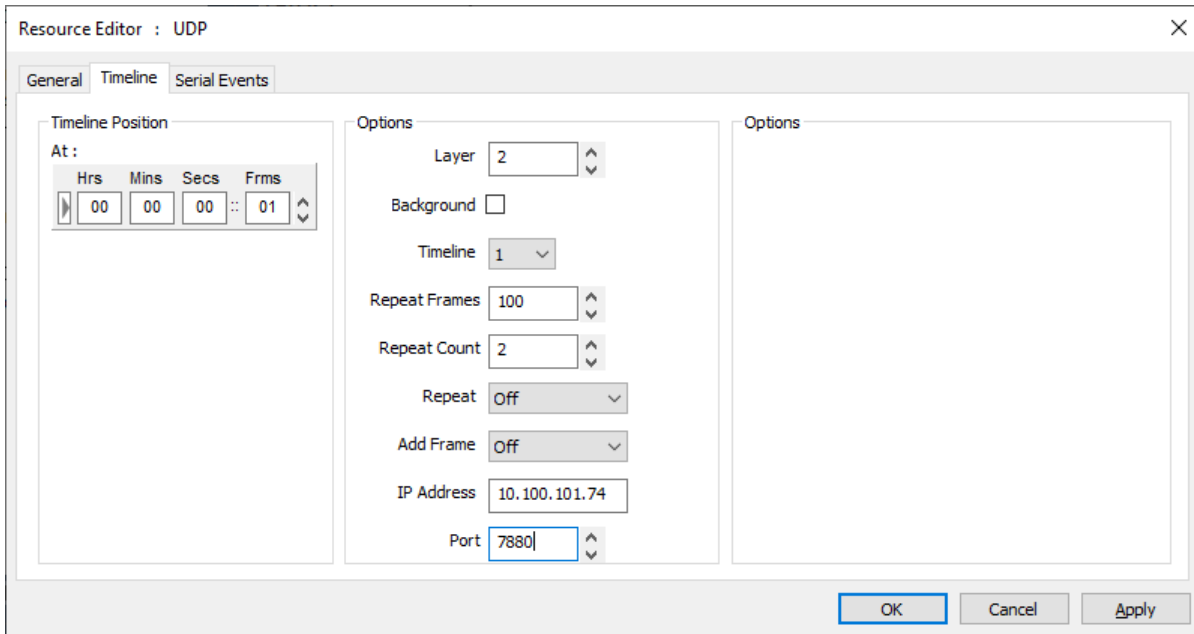 Resource Editor : UDP
General Timeline Serial Events
Timeline Position
At :
Hrs Mins Secs Frms
00 00 00 :: 01
Options
Layer 2
Background
Timeline 1
Repeat Frames 100
Repeat Count 2
Repeat Off
Add Frame Off
IP Address 10.100.101.74
Port 7880
Options
OK Cancel Apply